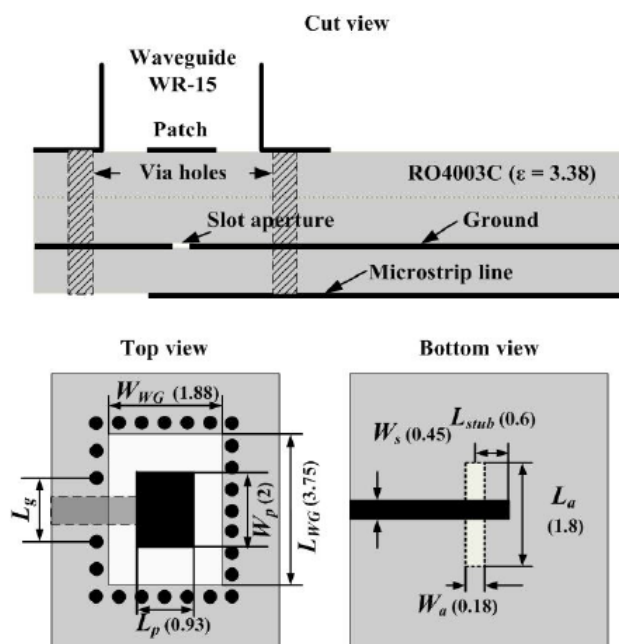 Cut view
Waveguide
WR-15
Patch
Via holes
RO4003C (ε = 3.38)
Slot aperture
Ground
Microstrip line
Top view
Bottom view
W_WG (1.88)
L_g
W_p (2)
L_WG (3.75)
L_p (0.93)
L_stub (0.6)
W_s (0.45)
L_a
(1.8)
W_a (0.18)